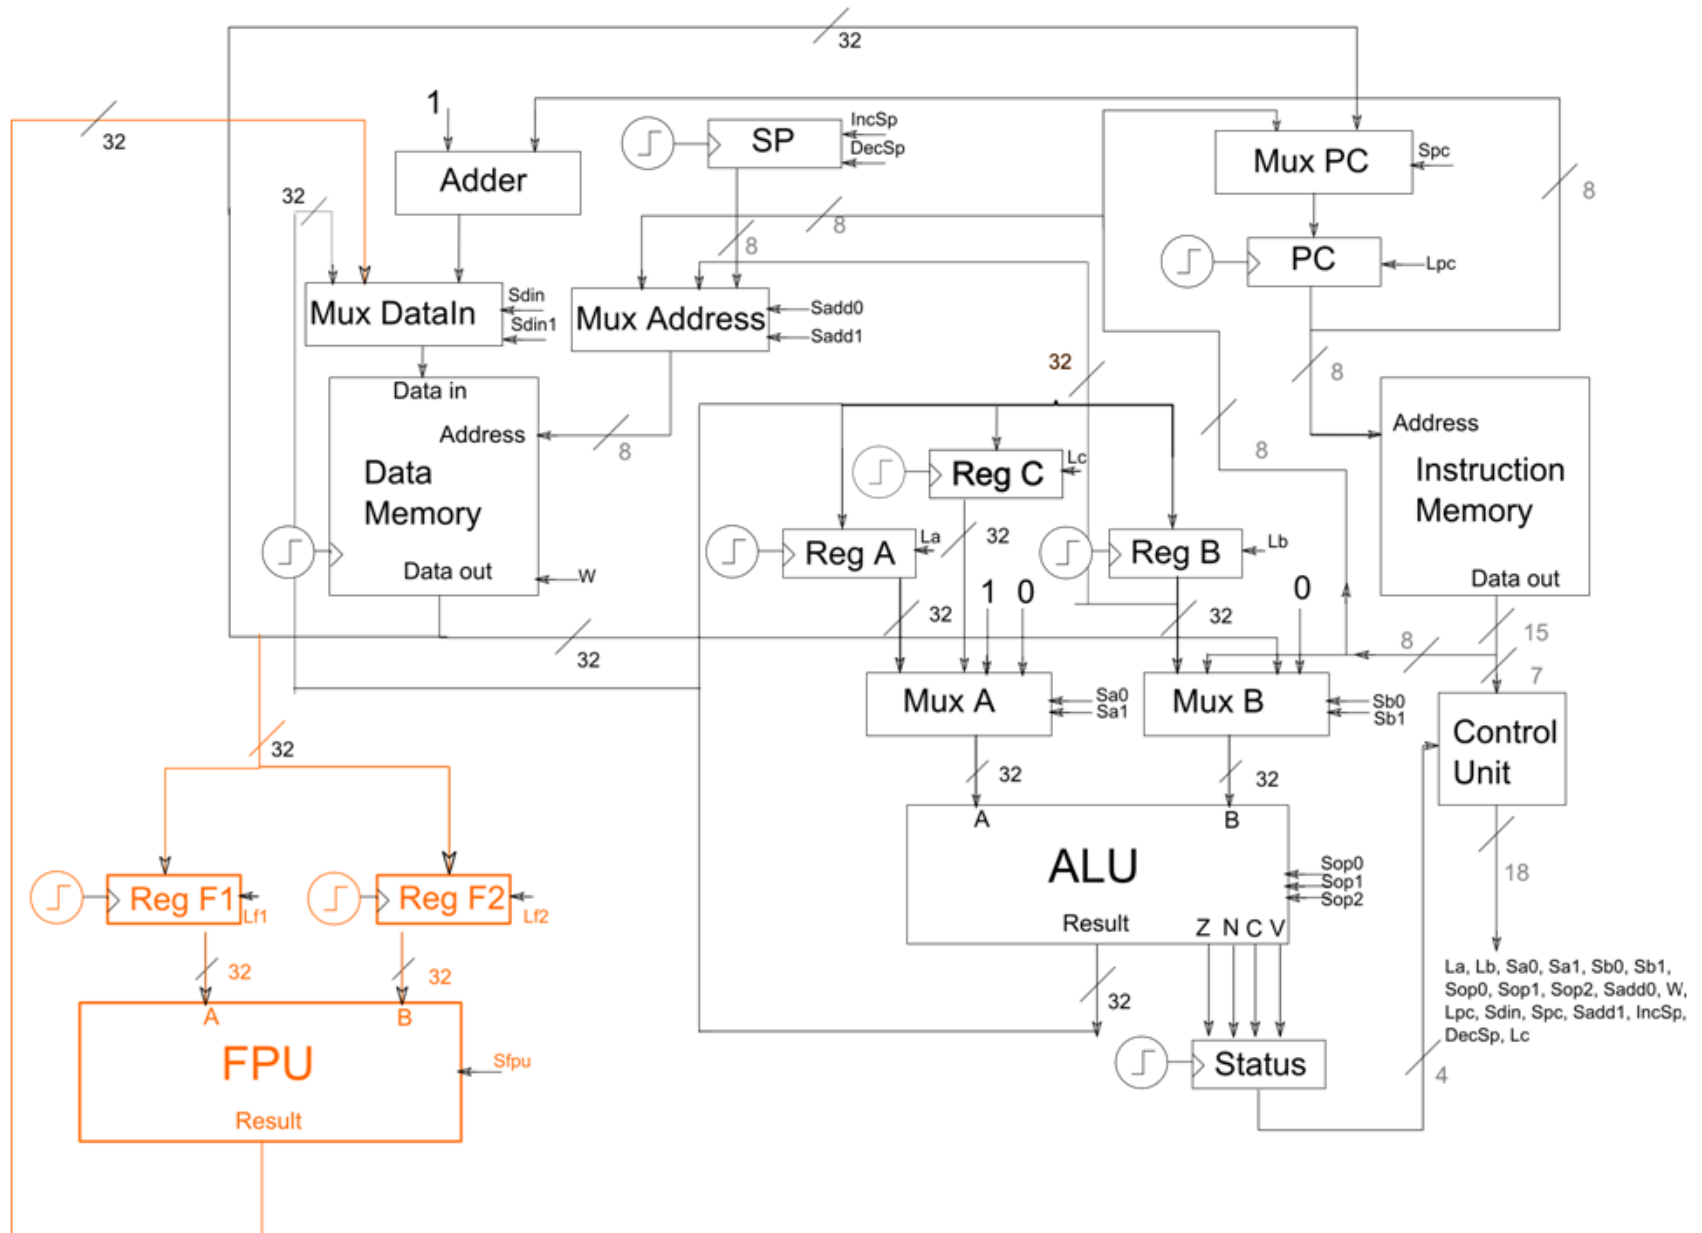 32
32
1
SP
IncSp
DecSp
Mux PC
Spc
Adder
32
8
8
8
PC
Lpc
Mux DataIn
Sdin
Sdin1
Mux Address
Sadd0
Sadd1
32
8
Data in
Address
8
Data
Memory
Data out
W
Reg C
Lc
8
Address
Instruction
Memory
Data out
Reg A
La
32
Reg B
Lb
1 0
0
32
32
32
8
15
7
Mux A
Sa0
Sa1
Mux B
Sb0
Sb1
Control
Unit
32
32
32
A
B
ALU
Sop0
Sop1
Sop2
Result
Z N C V
18
Reg F1
Lf1
Reg F2
Lf2
32
32
32
La, Lb, Sa0, Sa1, Sb0, Sb1,
Sop0, Sop1, Sop2, Sadd0, W,
Lpc, Sdin, Spc, Sadd1, IncSp,
DecSp, Lc
A
B
FPU
Sfpu
Result
Status
4